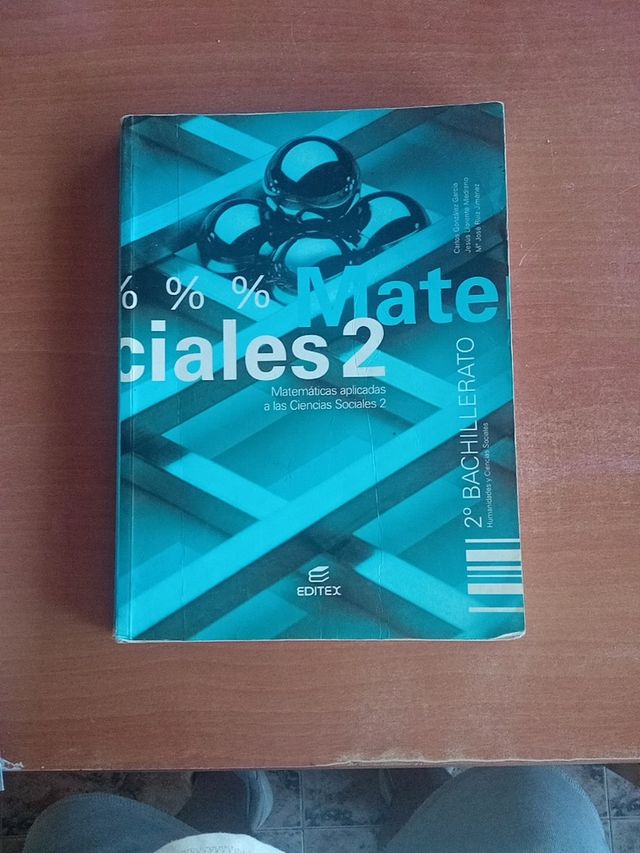 Carlos González García
Jesús Llorente Medrano
Mª José Ruiz Jiménez
% % % Mate
ciales 2
Matemáticas aplicadas
a las Ciencias Sociales 2
2º BACHILLERATO
Humanidades y Ciencias Sociales
EDITEX